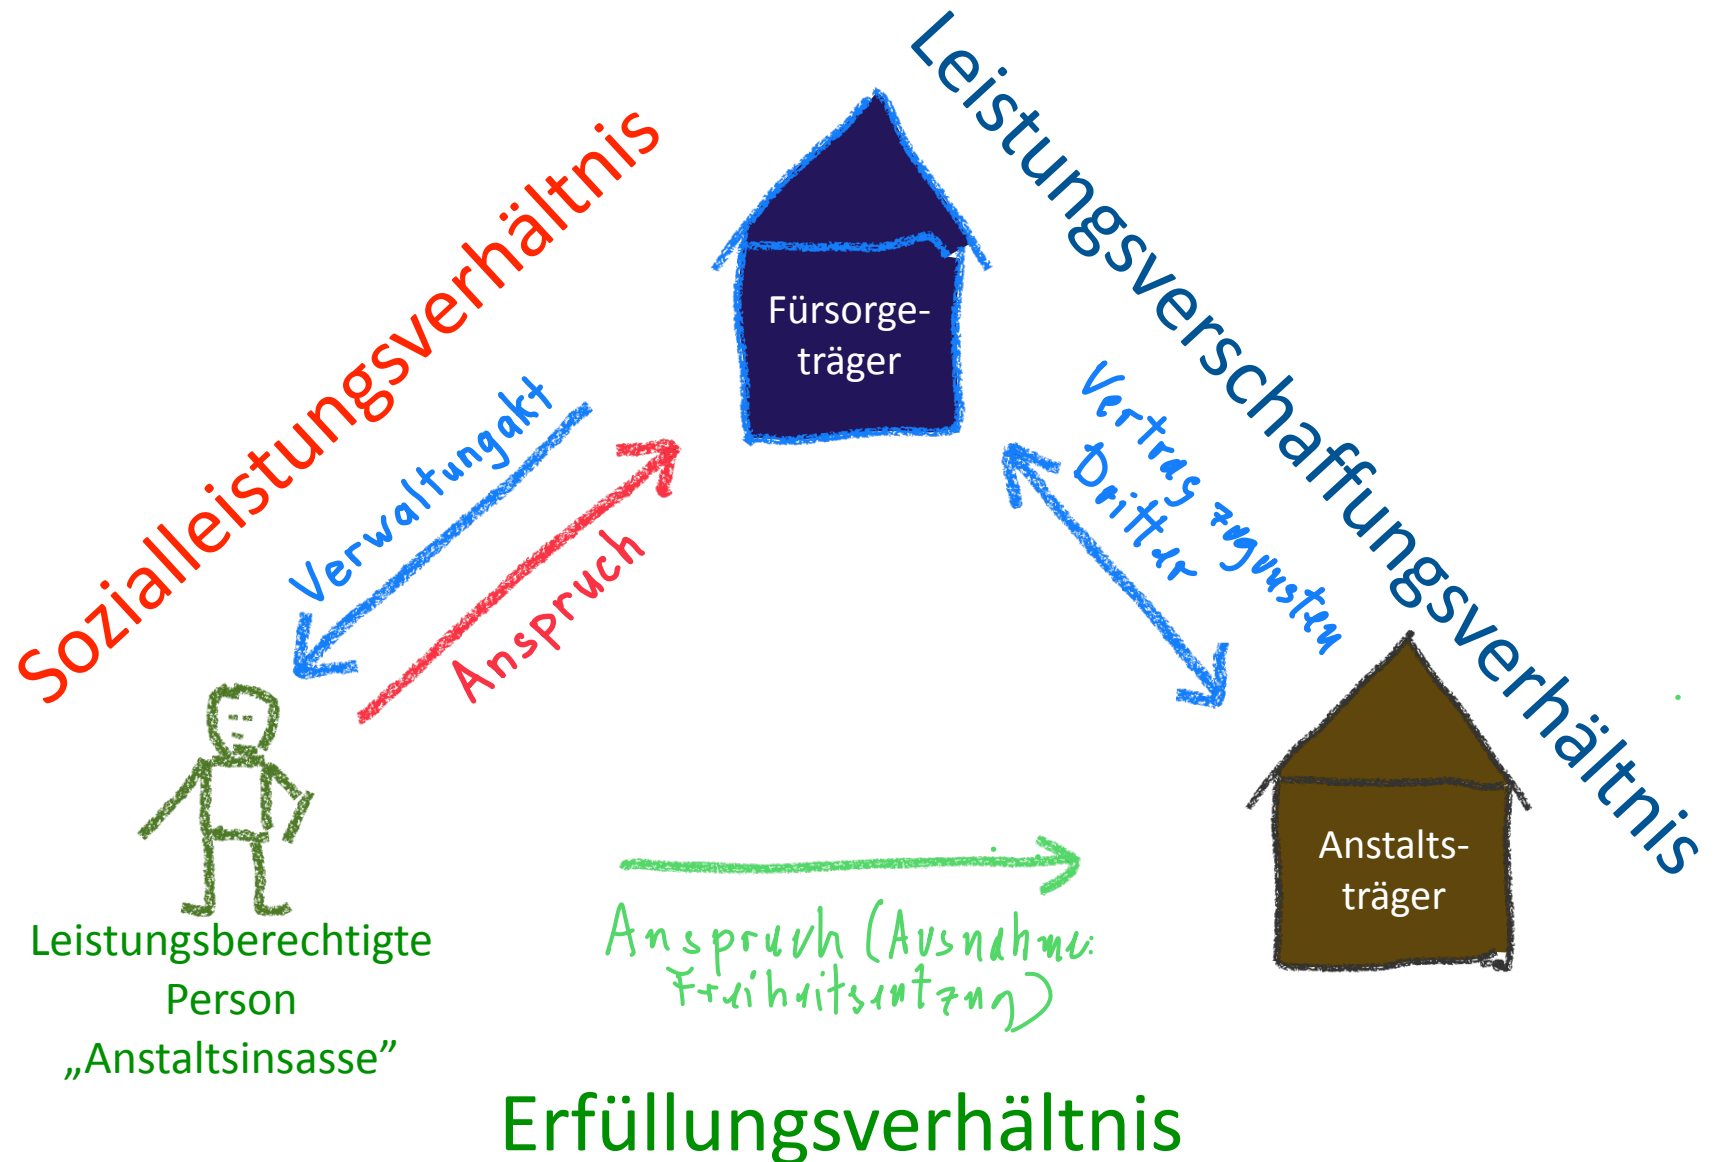 Sozialleistungsverhältnis
Leistungsverschaffungsverhältnis
Fürsorge-
träger
Verwaltungakt
Anspruch
Vertrag zugunsten
Dritter
Anstalts-
träger
Anspruch (Ausnahme:
Freiheitsentzug)
Leistungsberechtigte
Person
„Anstaltsinsasse”
Erfüllungsverhältnis